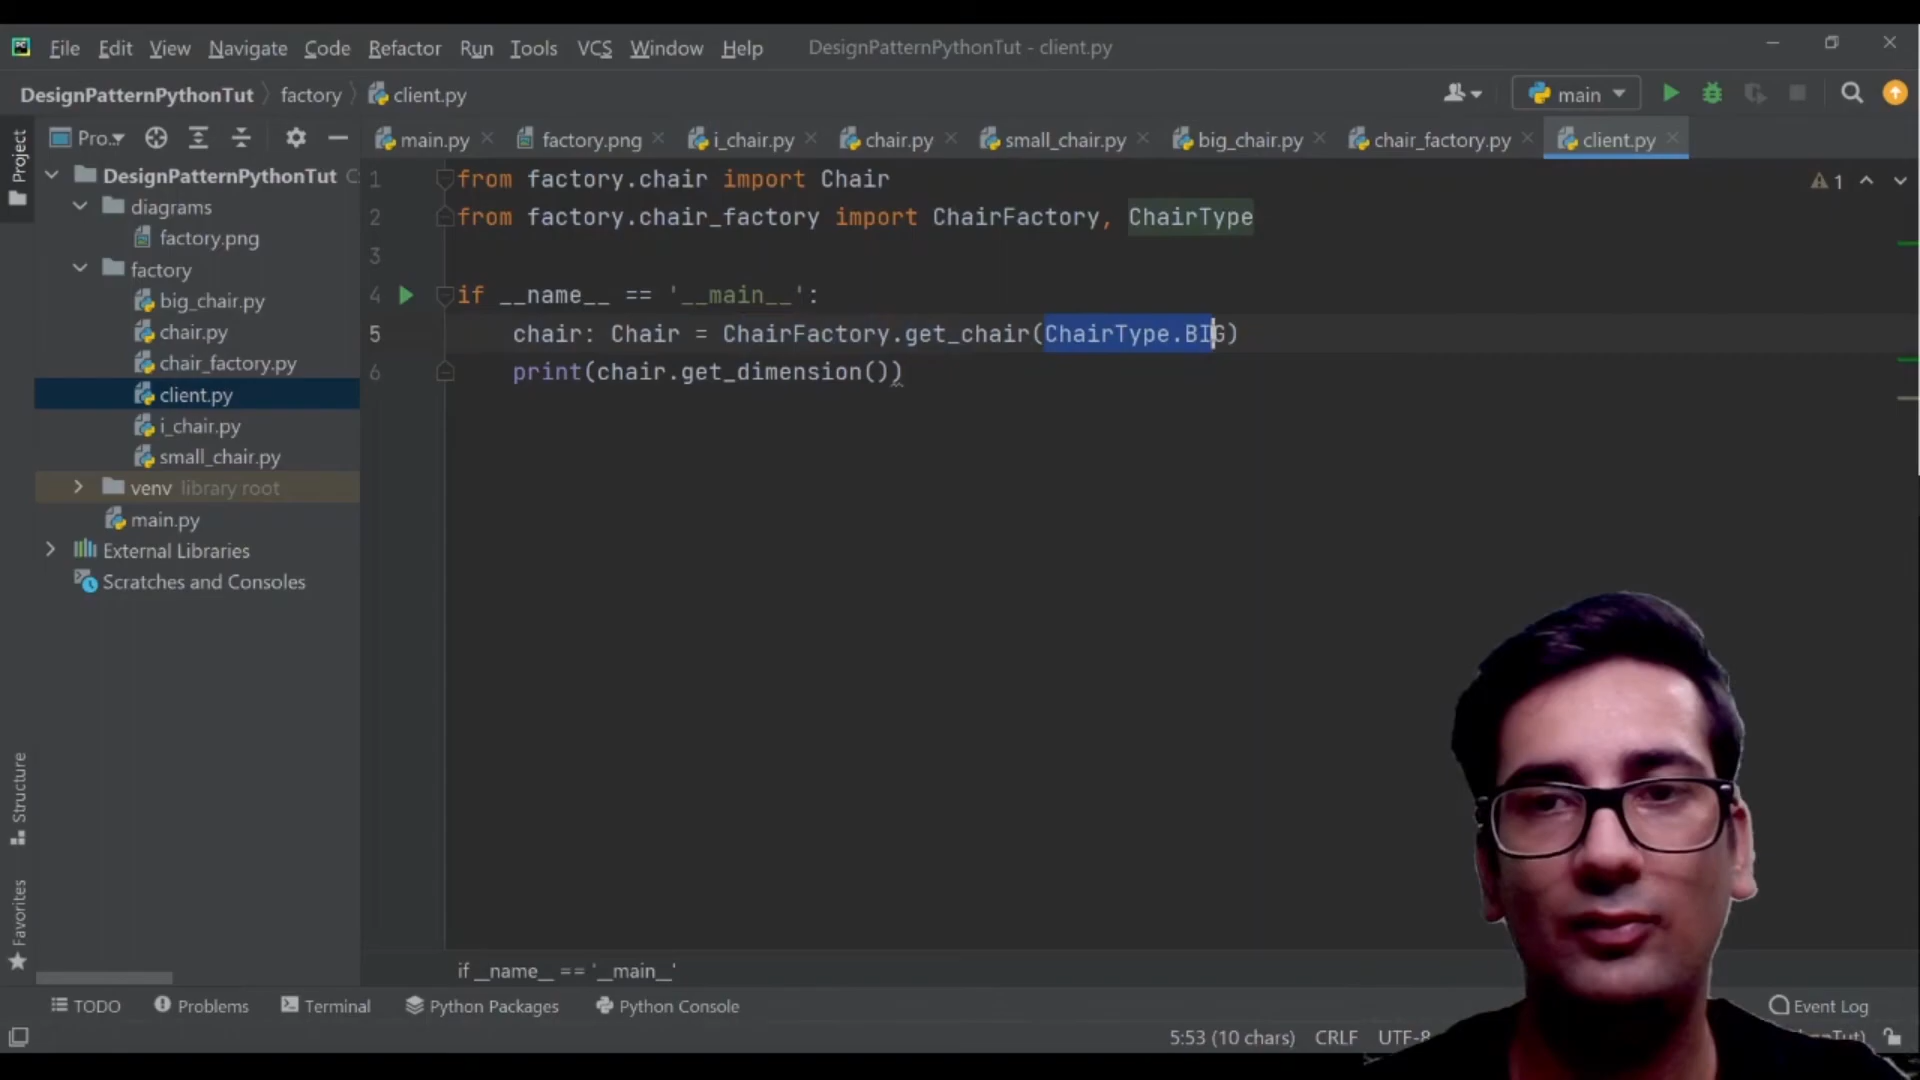 File Edit View Navigate Code Refactor Run Tools VCS Window Help DesignPatternPythonTut - client.py
DesignPatternPythonTut factory client.py main
Project
Pro... main.py factory.png i_chair.py chair.py small_chair.py big_chair.py chair_factory.py client.py
DesignPatternPythonTut C:
diagrams
factory.png
factory
big_chair.py
chair.py
chair_factory.py
client.py
i_chair.py
small_chair.py
venv library root
main.py
External Libraries
Scratches and Consoles
1 from factory.chair import Chair
2 from factory.chair_factory import ChairFactory, ChairType
3
4 if __name__ == '__main__':
5 chair: Chair = ChairFactory.get_chair(ChairType.BIG)
6 print(chair.get_dimension())
1
Structure
Favorites
if __name__ == '__main__'
TODO Problems Terminal Python Packages Python Console Event Log
5:53 (10 chars) CRLF UTF-8